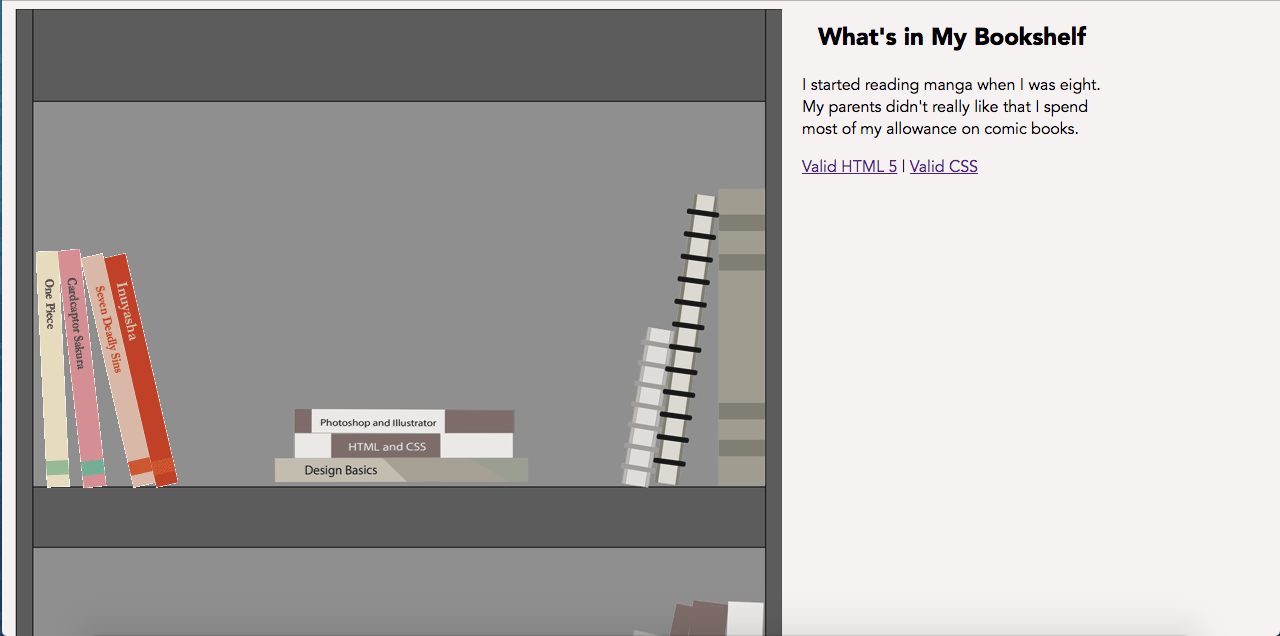 What's in My Bookshelf
I started reading manga when I was eight.
My parents didn't really like that I spend
most of my allowance on comic books.
Valid HTML 5 | Valid CSS
One Piece
Cardcaptor Sakura
Seven Deadly Sins
Inuyasha
Photoshop and Illustrator
HTML and CSS
Design Basics